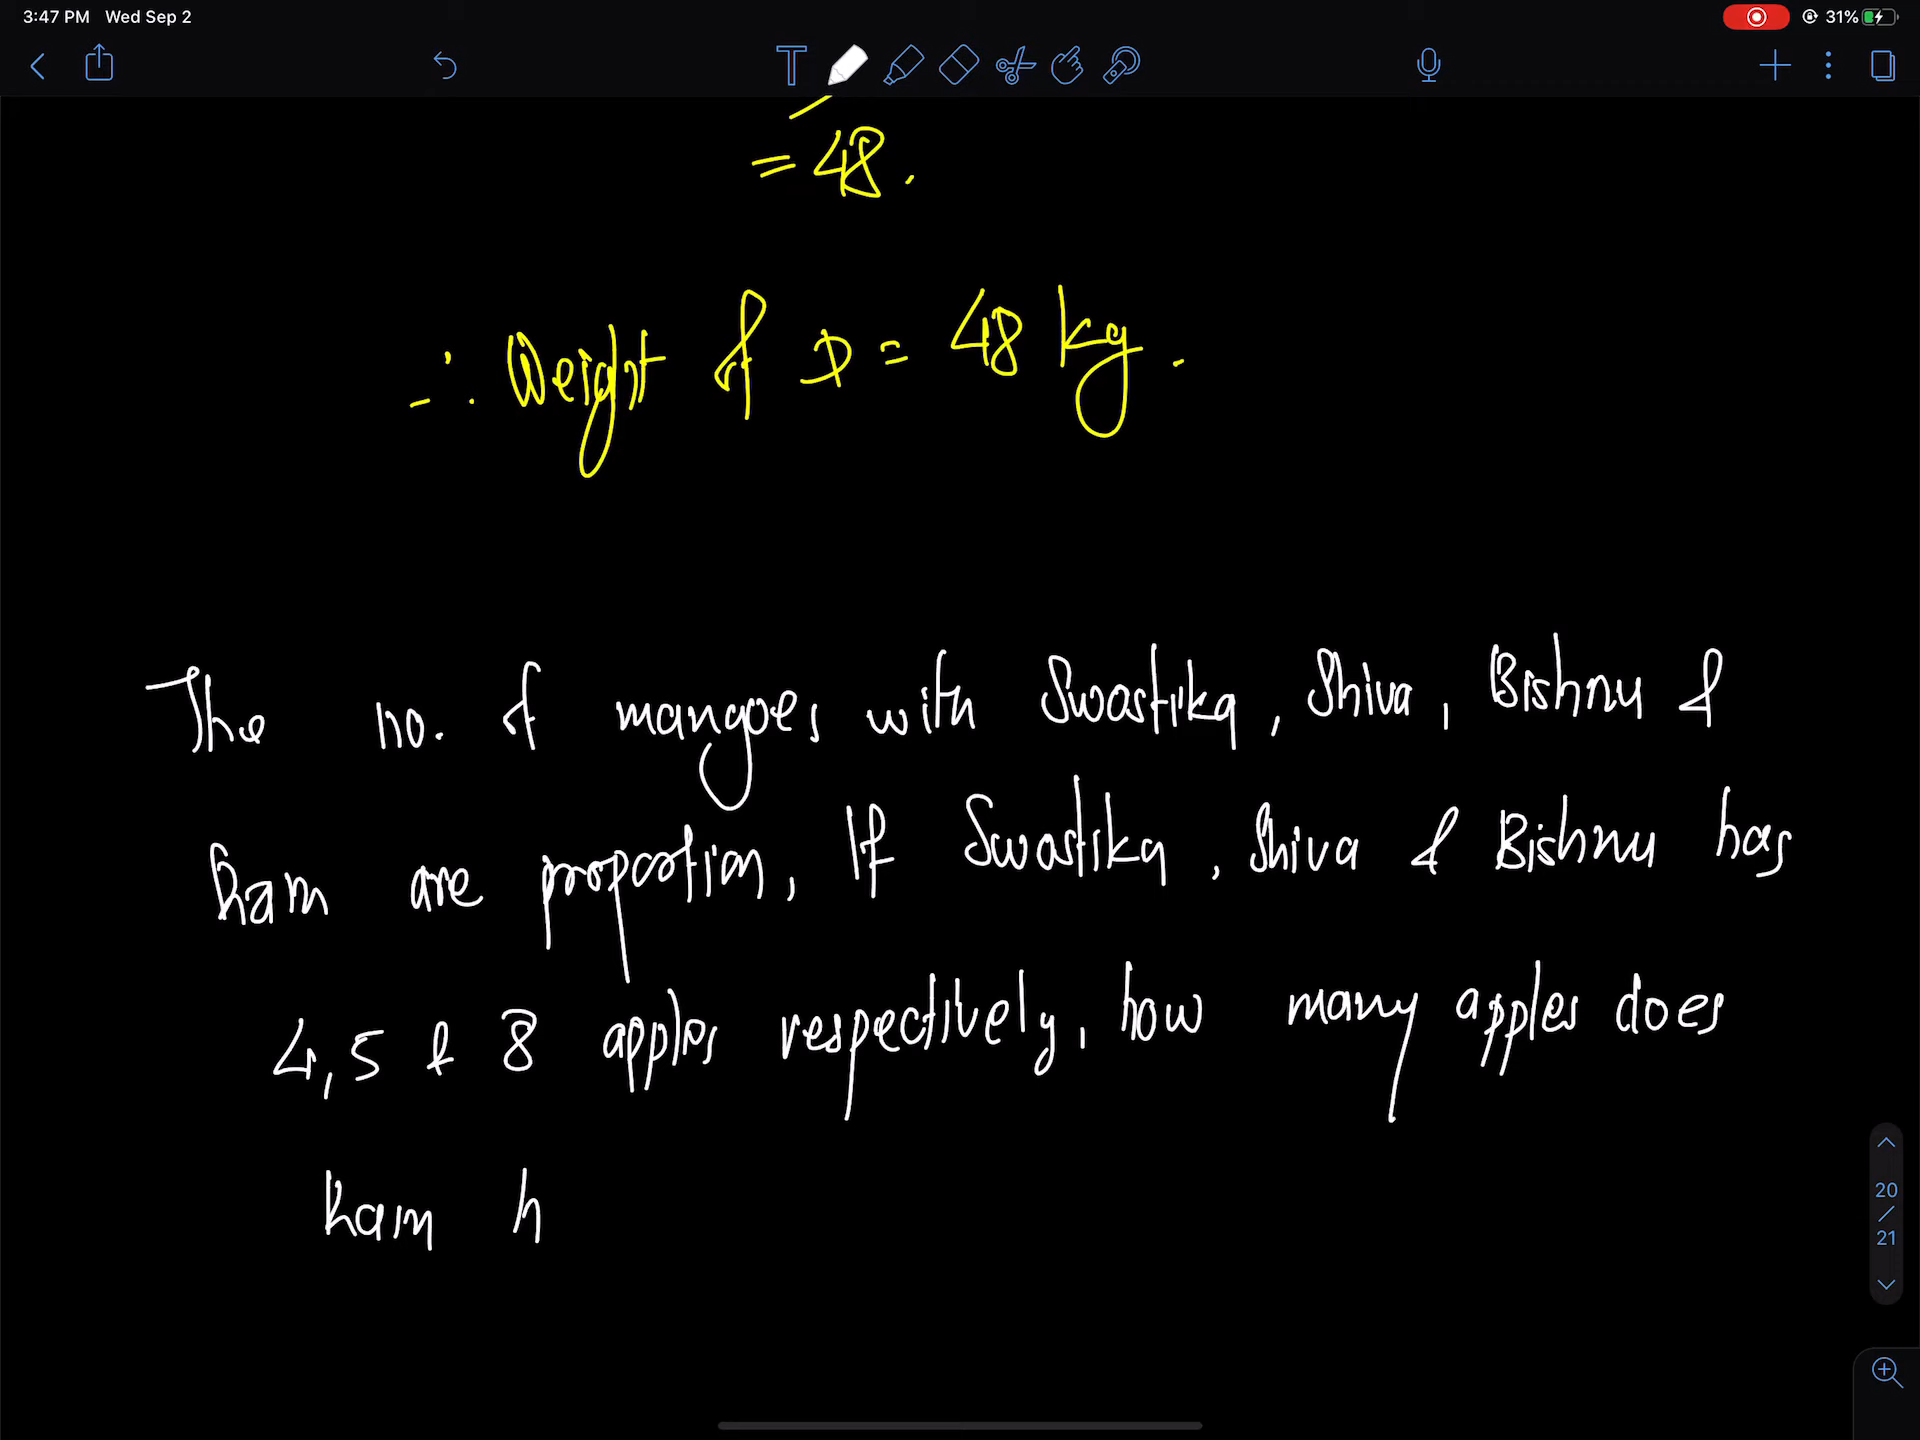 3:47 PM Wed Sep 2
31%
= 48.
∴ Weight of D = 48 kg.
The no. of mangoes with Swastika, Shiva, Bishnu &
Ram are proportion, If Swastika, Shiva & Bishnu has
4, 5 & 8 apples respectively, how many apples does
Ram h
20
/
21